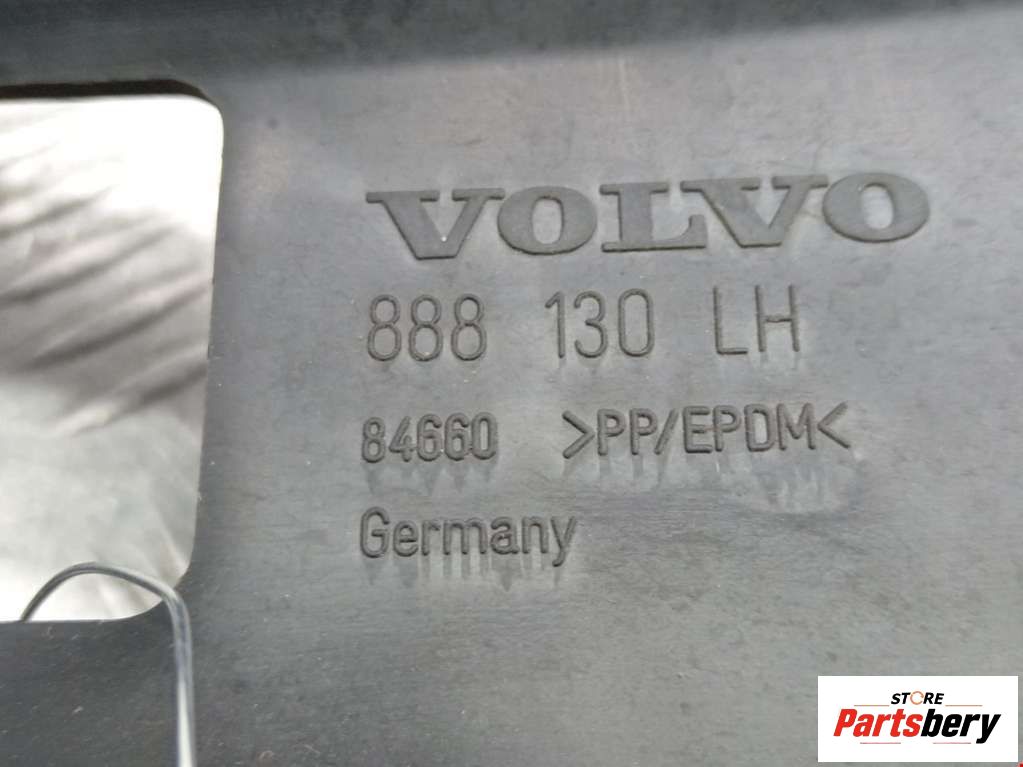 VOLVO
888 130 LH
84660 >PP/EPDM<
Germany
STORE
Partsbery